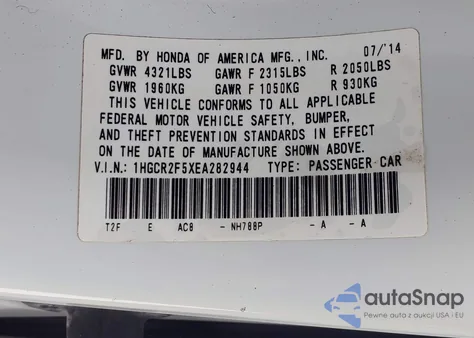 MFD. BY HONDA OF AMERICA MFG., INC. 07/'14
GVWR 4321LBS GAWR F 2315LBS R 2050LBS
GVWR 1960KG GAWR F 1050KG R 930KG
THIS VEHICLE CONFORMS TO ALL APPLICABLE
FEDERAL MOTOR VEHICLE SAFETY, BUMPER,
AND THEFT PREVENTION STANDARDS IN EFFECT
ON THE DATE OF MANUFACTURE SHOWN ABOVE.
V.I.N: 1HGCR2F5XEA282944 TYPE: PASSENGER CAR
T2F E AC8 - NH788P - A - A
autoSnap
Pewne auta z aukcji USA i EU